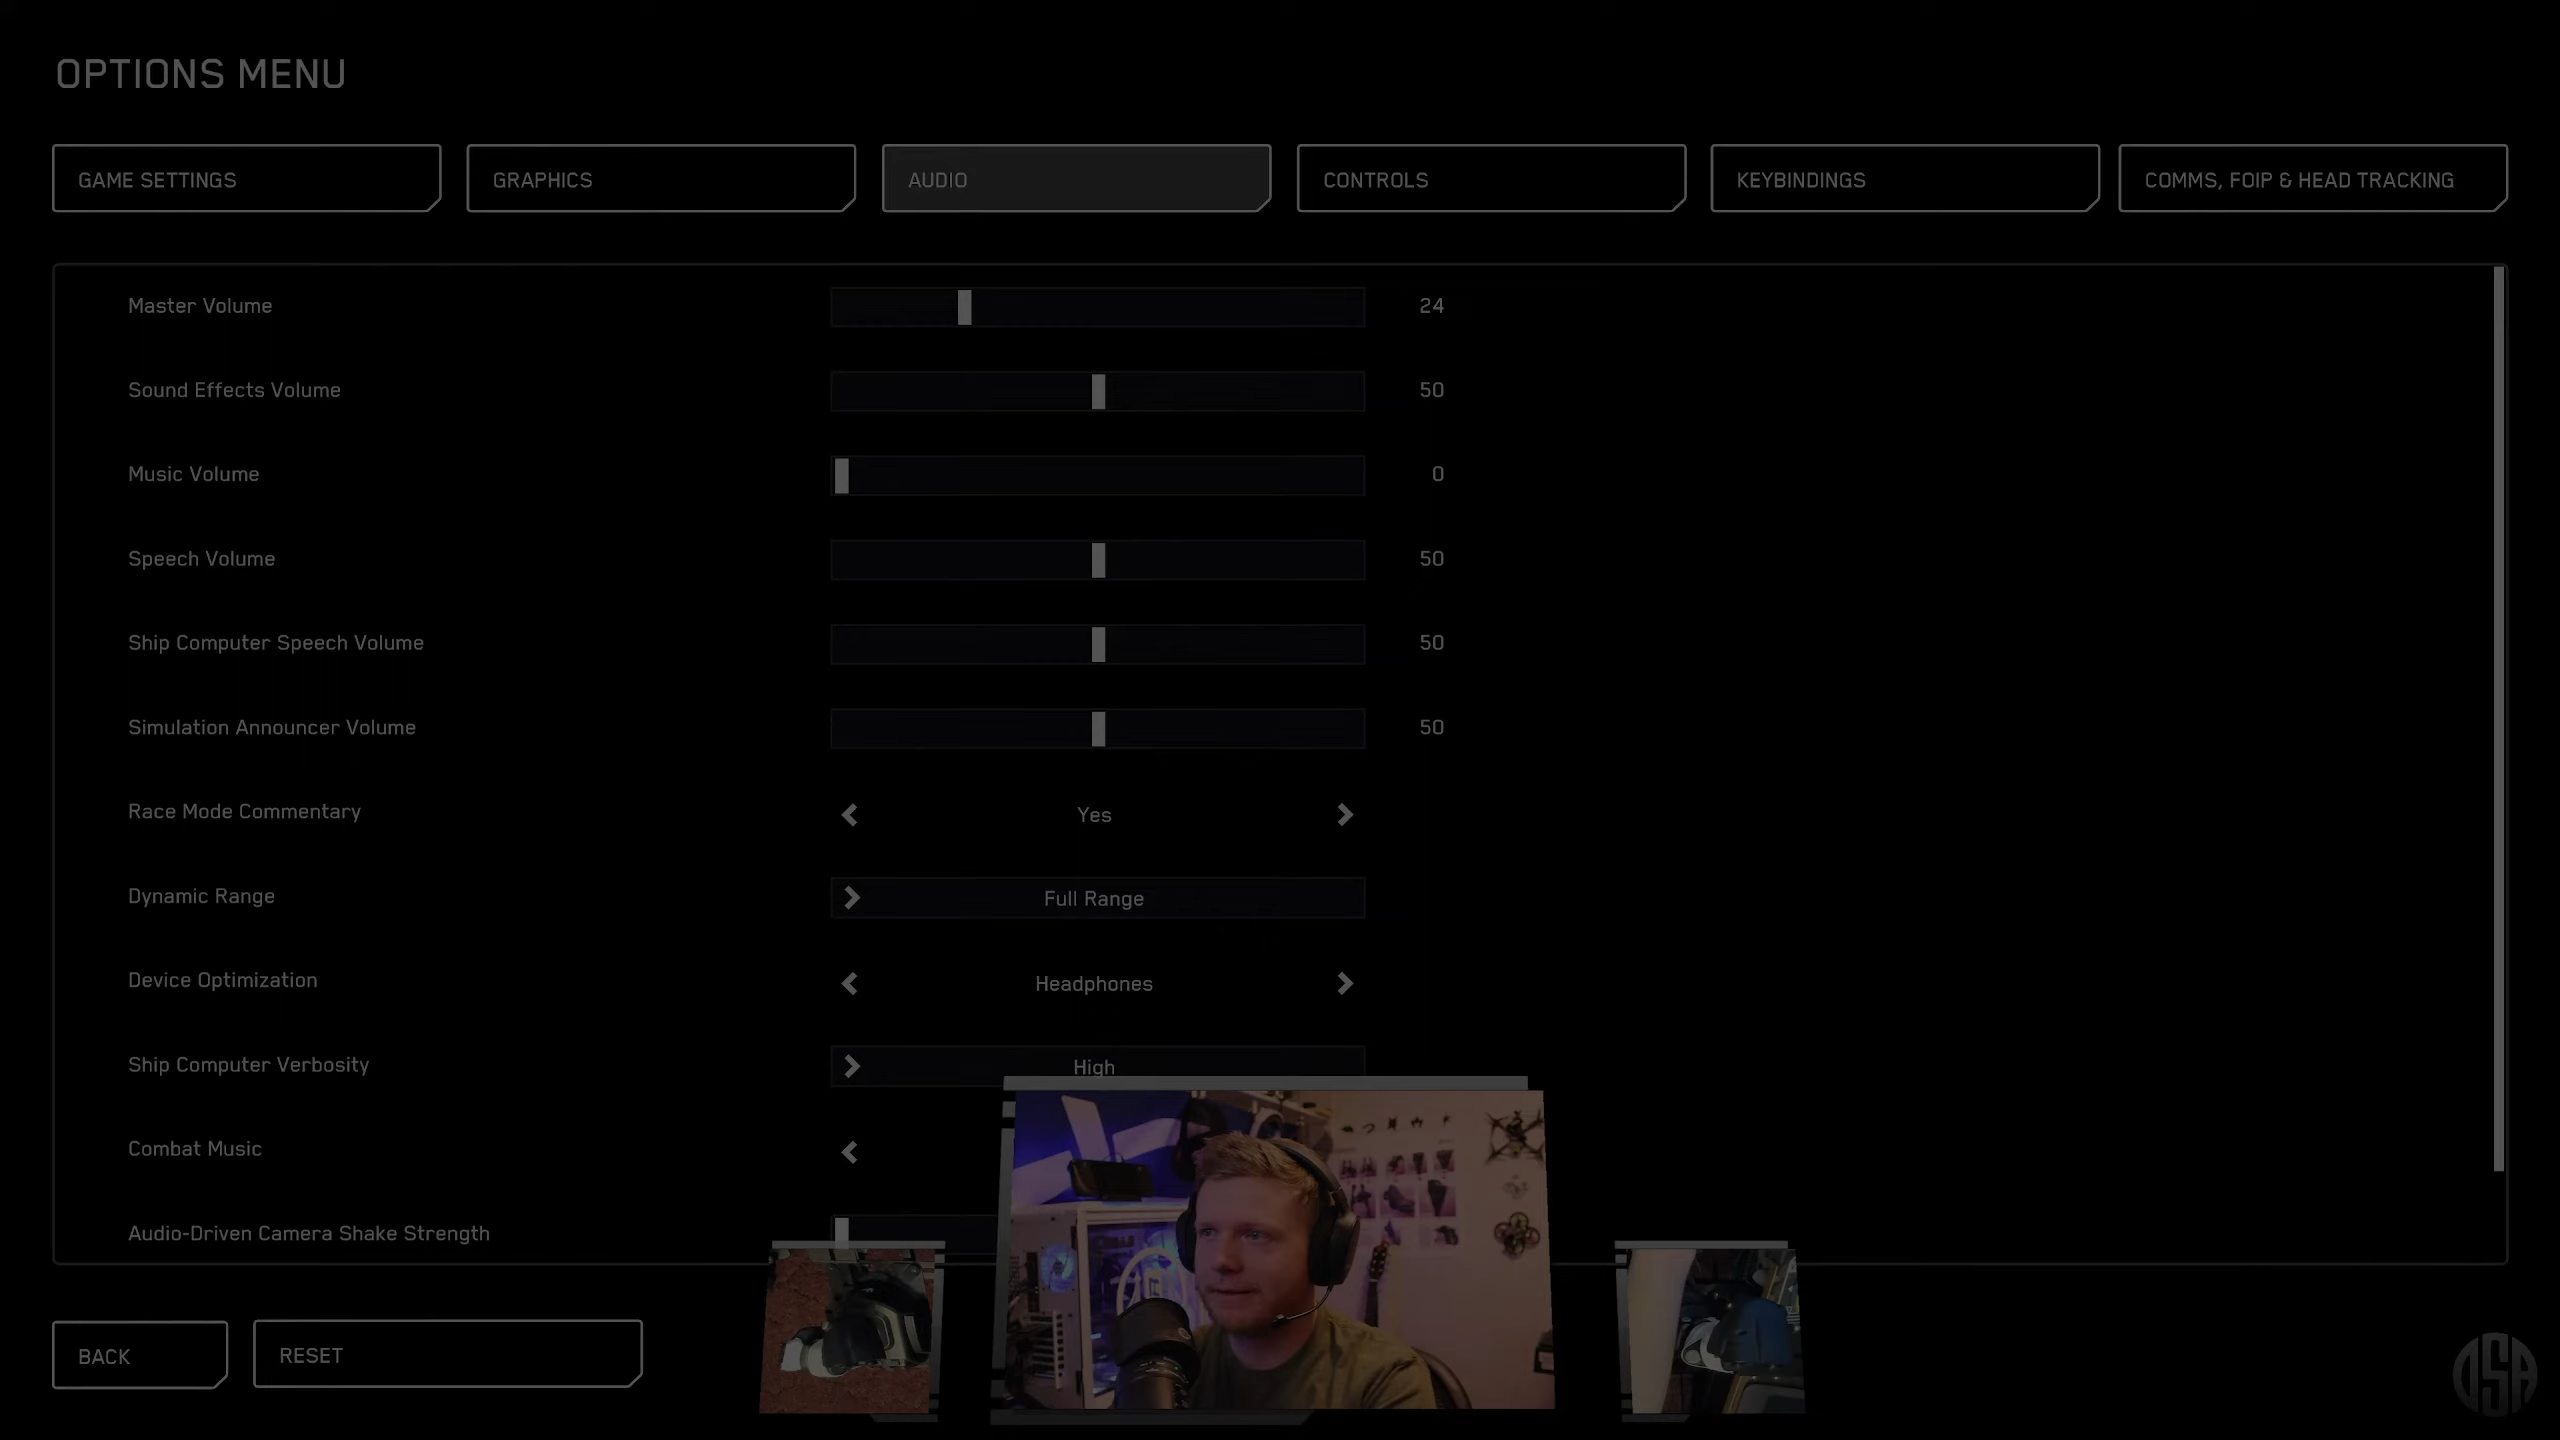 OPTIONS MENU
GAME SETTINGS
GRAPHICS
AUDIO
CONTROLS
KEYBINDINGS
COMMS, FOIP & HEAD TRACKING
Master Volume 24
Sound Effects Volume 50
Music Volume 0
Speech Volume 50
Ship Computer Speech Volume 50
Simulation Announcer Volume 50
Race Mode Commentary Yes
Dynamic Range Full Range
Device Optimization Headphones
Ship Computer Verbosity High
Combat Music
Audio-Driven Camera Shake Strength
BACK
RESET